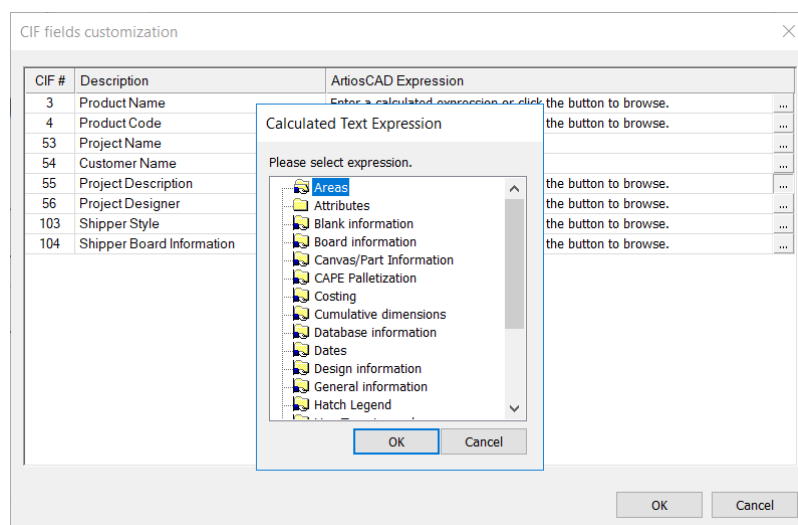 CIF fields customization
CIF # Description ArtiosCAD Expression
3 Product Name Enter a calculated expression or click the button to browse. ...
4 Product Code the button to browse. ...
53 Project Name ...
54 Customer Name ...
55 Project Description the button to browse. ...
56 Project Designer the button to browse. ...
103 Shipper Style the button to browse. ...
104 Shipper Board Information the button to browse. ...
Calculated Text Expression
Please select expression.
Areas
Attributes
Blank information
Board information
Canvas/Part Information
CAPE Palletization
Costing
Cumulative dimensions
Database information
Dates
Design information
General information
Hatch Legend
OK Cancel
OK Cancel